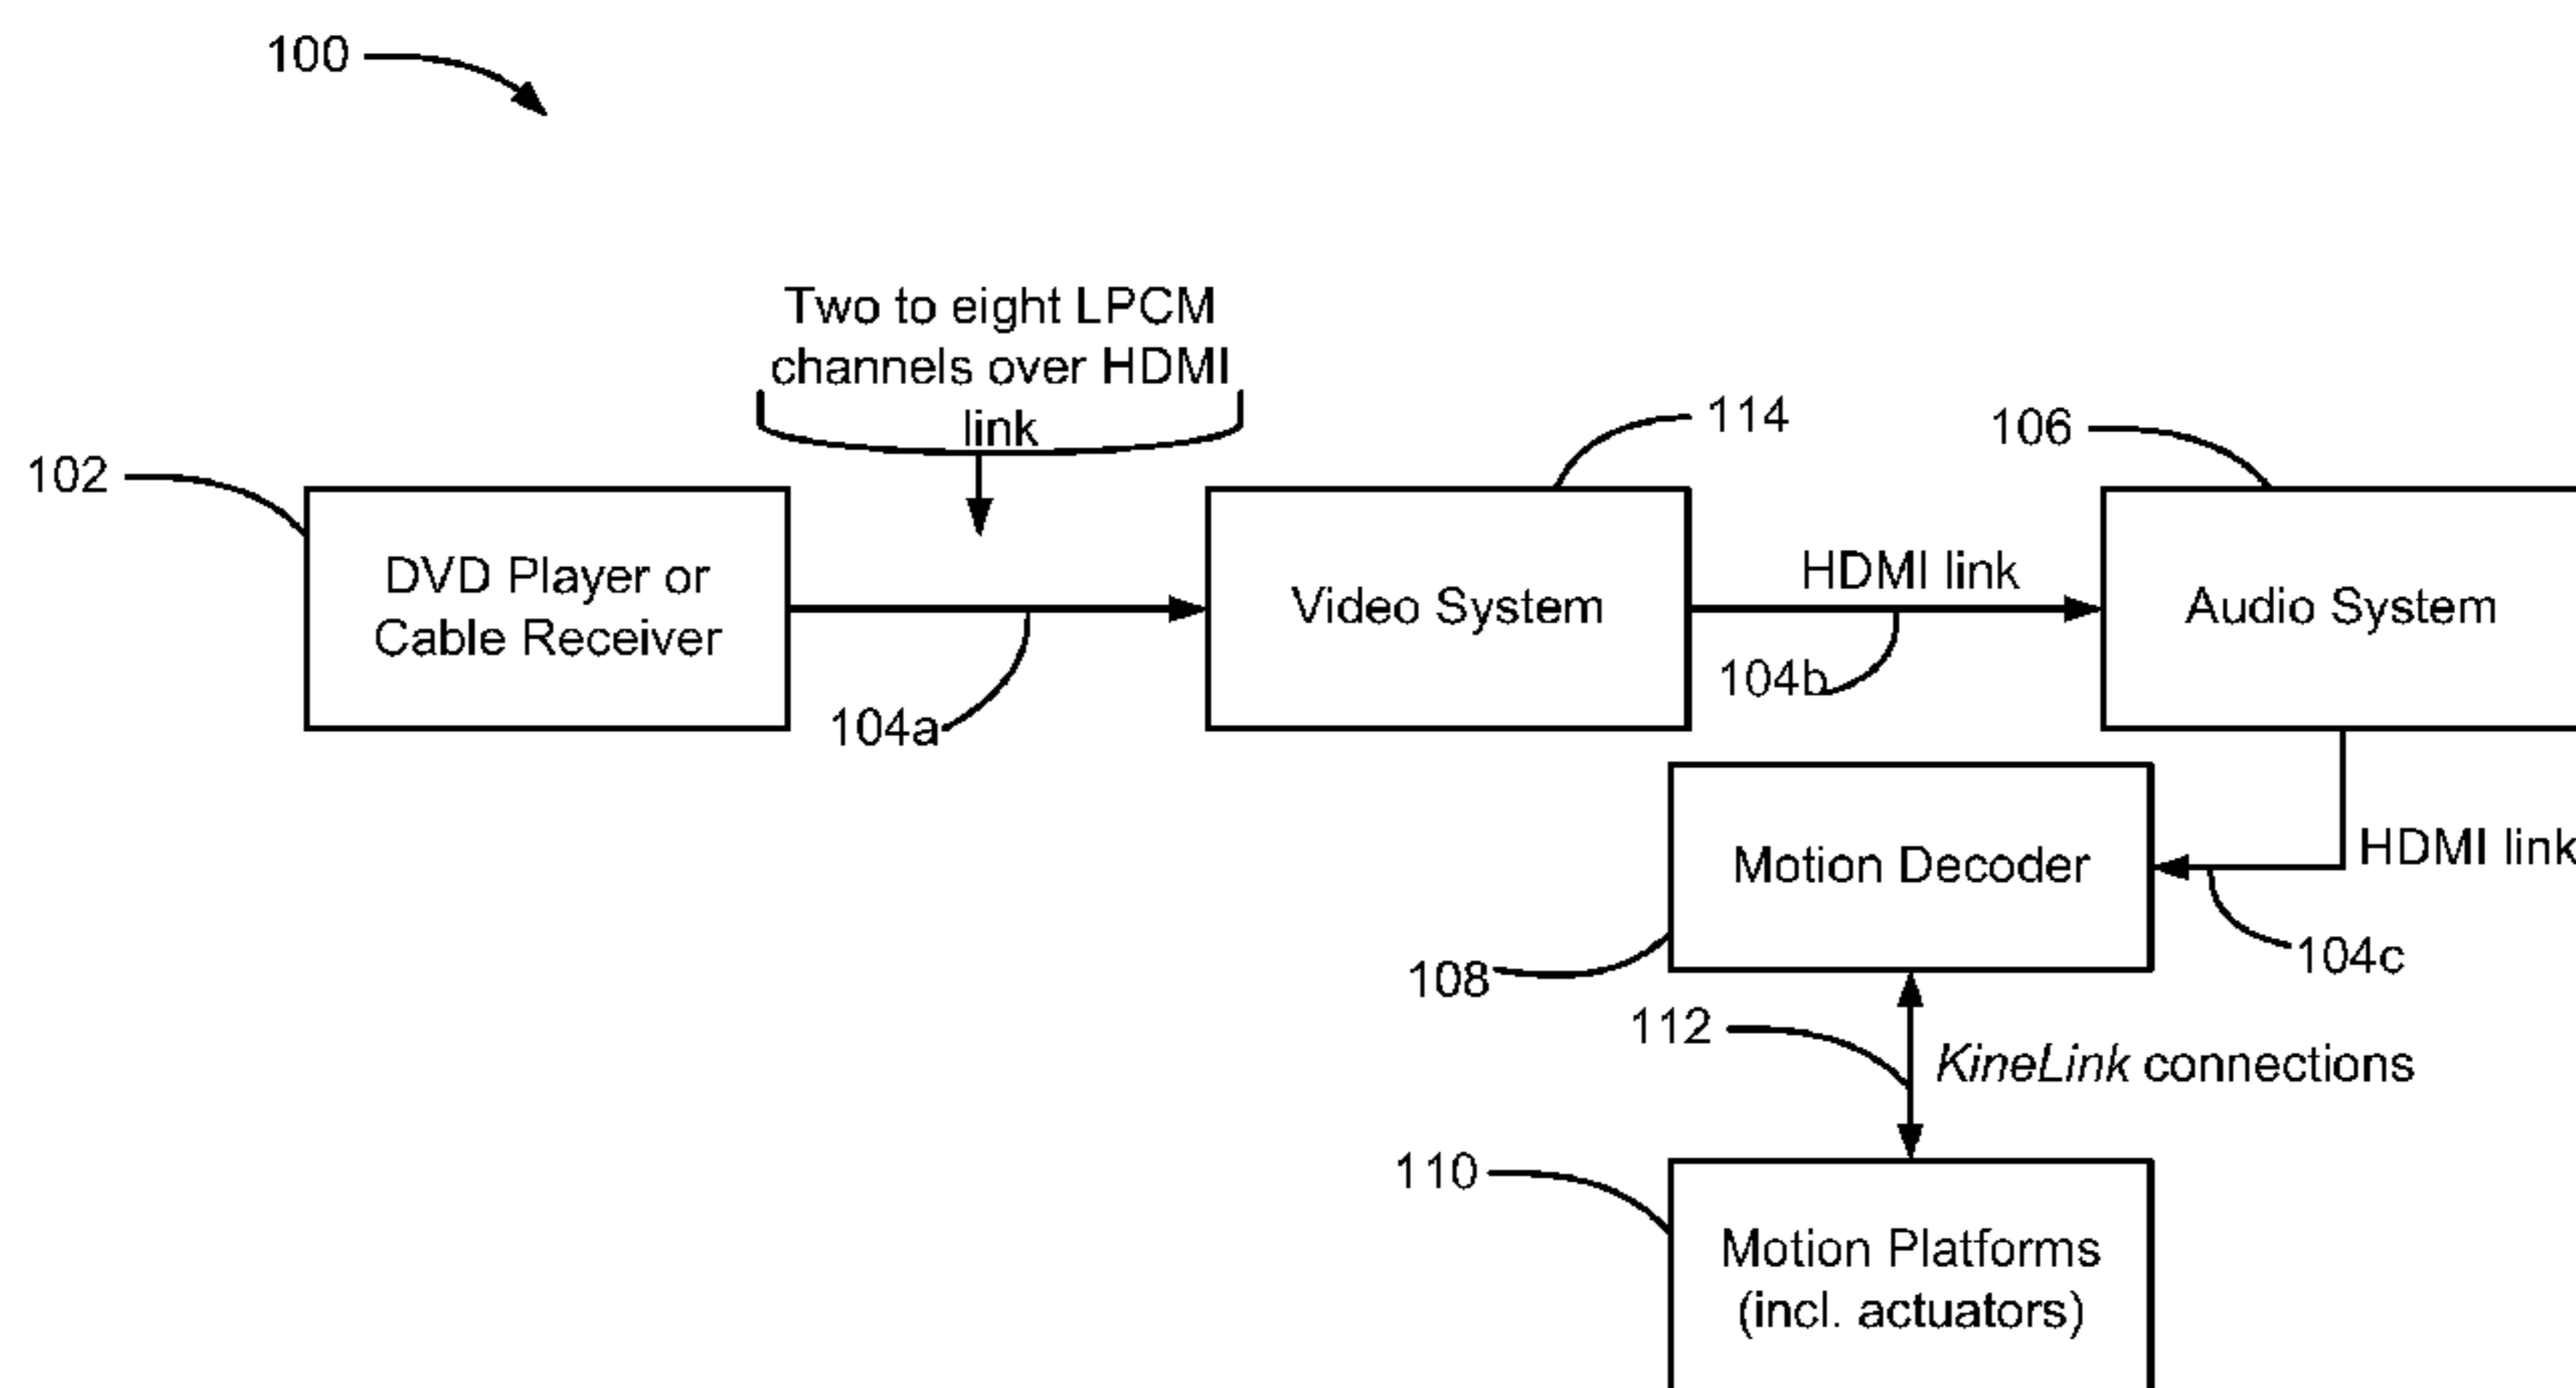 100
Two to eight LPCM
channels over HDMI
link
114
106
102
DVD Player or
Cable Receiver
Video System
HDMI link
Audio System
104a
104b
Motion Decoder
HDMI link
108
104c
112
KineLink connections
110
Motion Platforms
(incl. actuators)